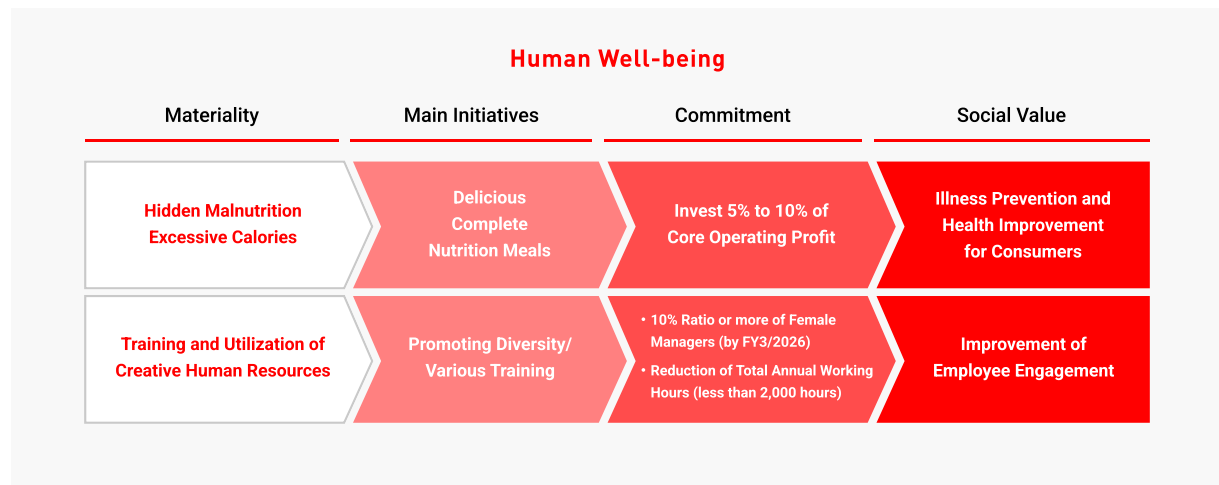 Human Well-being
Materiality
Main Initiatives
Commitment
Social Value
Hidden Malnutrition
Excessive Calories
Delicious
Complete
Nutrition Meals
Invest 5% to 10% of
Core Operating Profit
Illness Prevention and
Health Improvement
for Consumers
Training and Utilization of
Creative Human Resources
Promoting Diversity/
Various Training
• 10% Ratio or more of Female
Managers (by FY3/2026)
• Reduction of Total Annual Working
Hours (less than 2,000 hours)
Improvement of
Employee Engagement